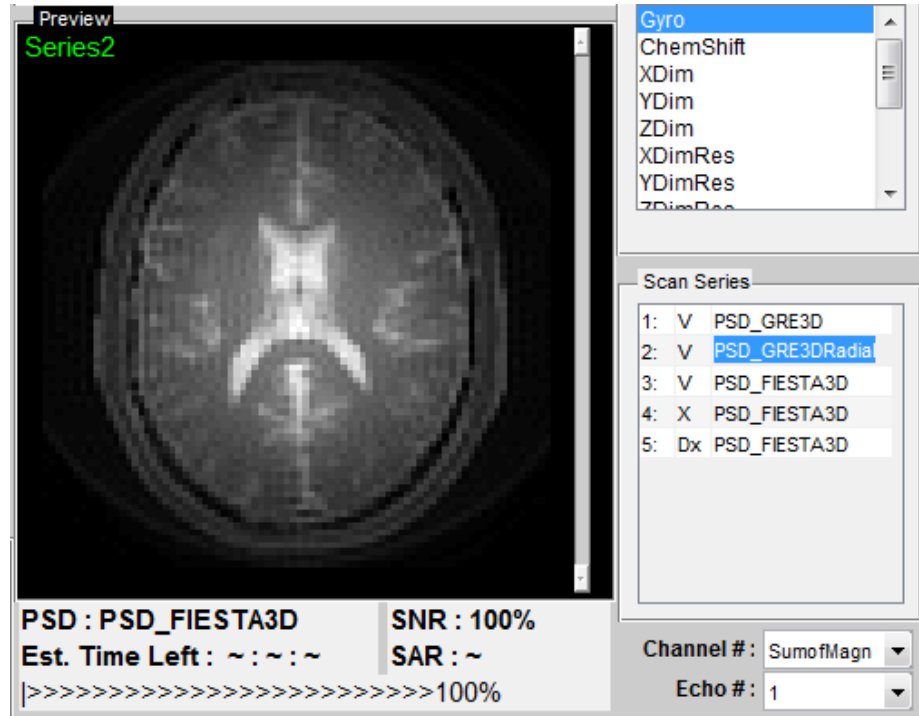 Preview
Series2
Gyro
ChemShift
XDim
YDim
ZDim
XDimRes
YDimRes
ZDimRes
Scan Series
1: V PSD_GRE3D
2: V PSD_GRE3DRadial
3: V PSD_FIESTA3D
4: X PSD_FIESTA3D
5: Dx PSD_FIESTA3D
PSD : PSD_FIESTA3D SNR : 100%
Est. Time Left : ~ : ~ : ~ SAR : ~
|>>>>>>>>>>>>>>>>>>>>>>>>>>100%
Channel # : SumofMagn
Echo # : 1